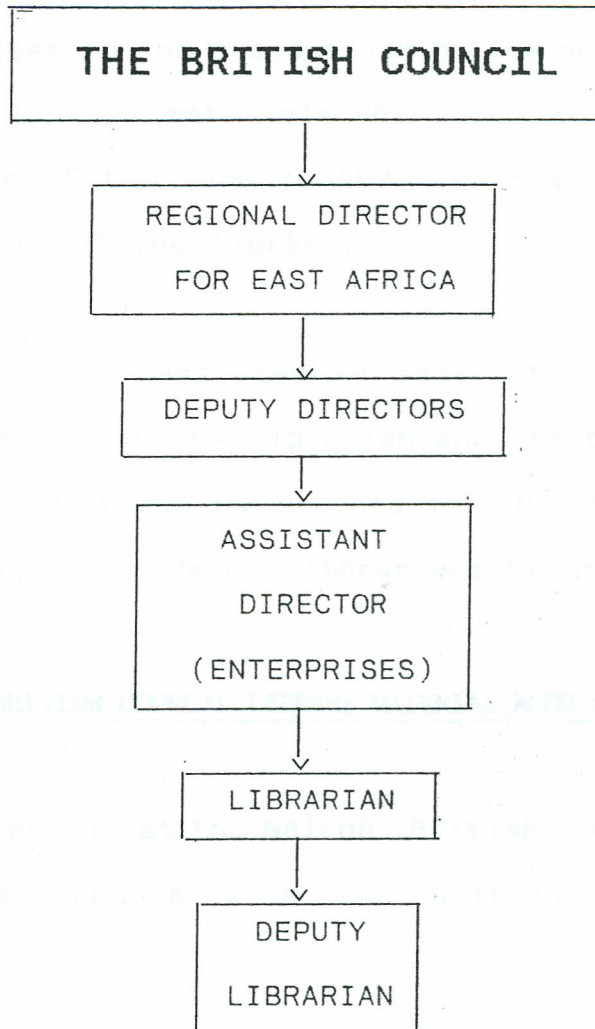 THE BRITISH COUNCIL
REGIONAL DIRECTOR
FOR EAST AFRICA
DEPUTY DIRECTORS
ASSISTANT
DIRECTOR
(ENTERPRISES)
LIBRARIAN
DEPUTY
LIBRARIAN